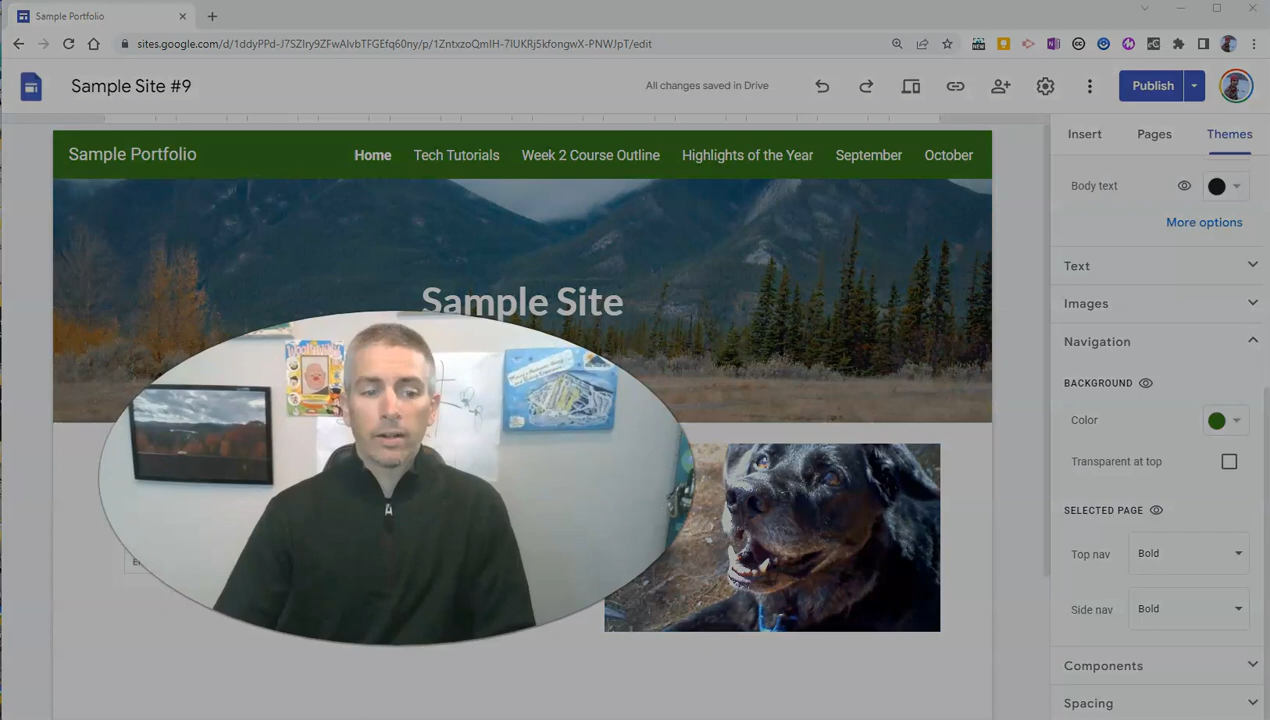 Sample Portfolio
sites.google.com/d/1ddyPPd-J7SZIry9ZFwAlvbTFGEfq60ny/p/1ZntxzoQmIH-7IUKRj5kfongwX-PNWJpT/edit
Sample Site #9
All changes saved in Drive
Publish
Insert
Pages
Themes
Sample Portfolio
Home
Tech Tutorials
Week 2 Course Outline
Highlights of the Year
September
October
Body text
More options
Text
Sample Site
Images
Navigation
BACKGROUND
Color
Transparent at top
SELECTED PAGE
Top nav
Bold
Side nav
Bold
Components
Spacing